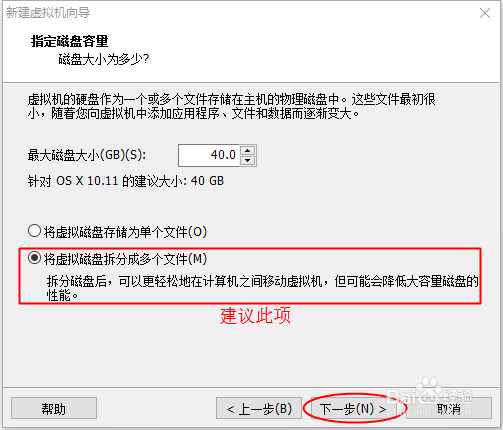 新建虚拟机向导
指定磁盘容量
磁盘大小为多少?
虚拟机的硬盘作为一个或多个文件存储在主机的物理磁盘中。这些文件最初很
小，随着您向虚拟机中添加应用程序、文件和数据而逐渐变大。
最大磁盘大小(GB)(S): 40.0
针对 OS X 10.11 的建议大小: 40 GB
将虚拟磁盘存储为单个文件(O)
将虚拟磁盘拆分成多个文件(M)
拆分磁盘后，可以更轻松地在计算机之间移动虚拟机，但可能会降低大容量磁盘的
性能。
建议此项
Baidu经验
帮助 < 上一步(B) 下一步(N) > 取消